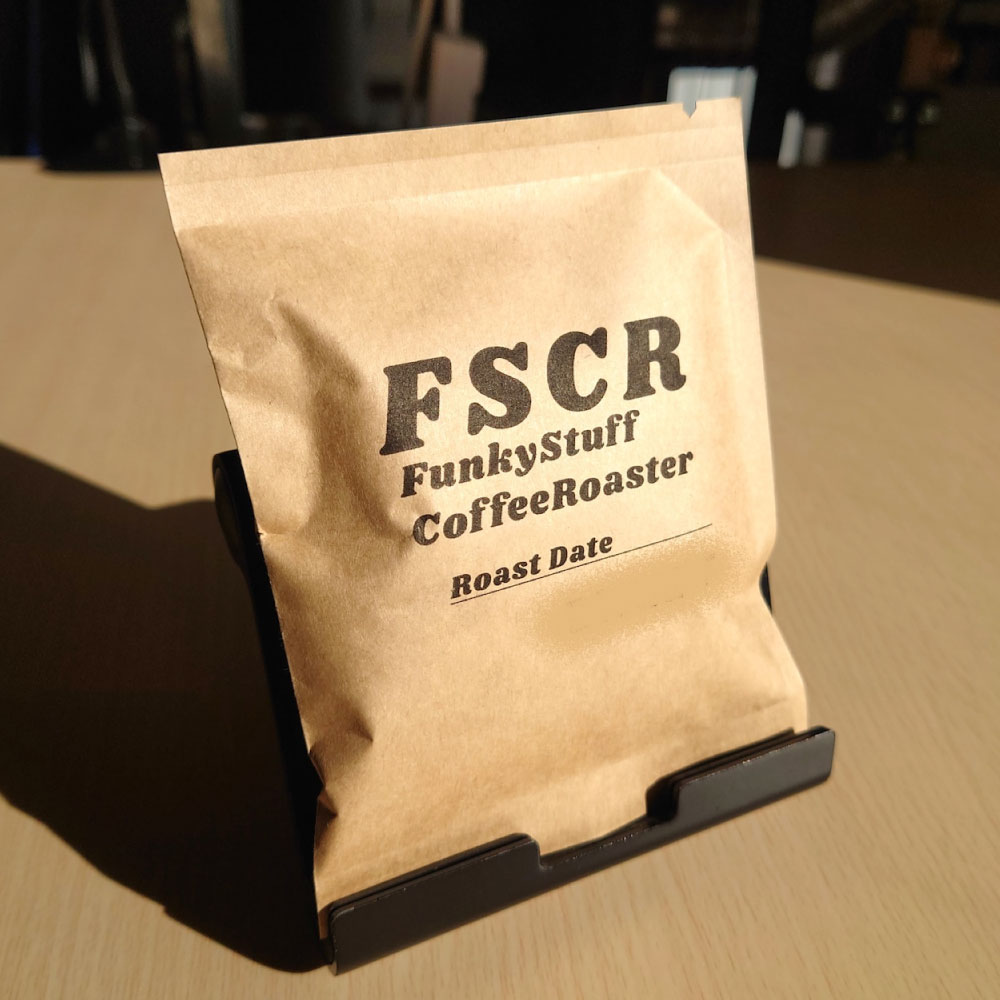 FSCR
FunkyStuff
CoffeeRoaster
Roast Date